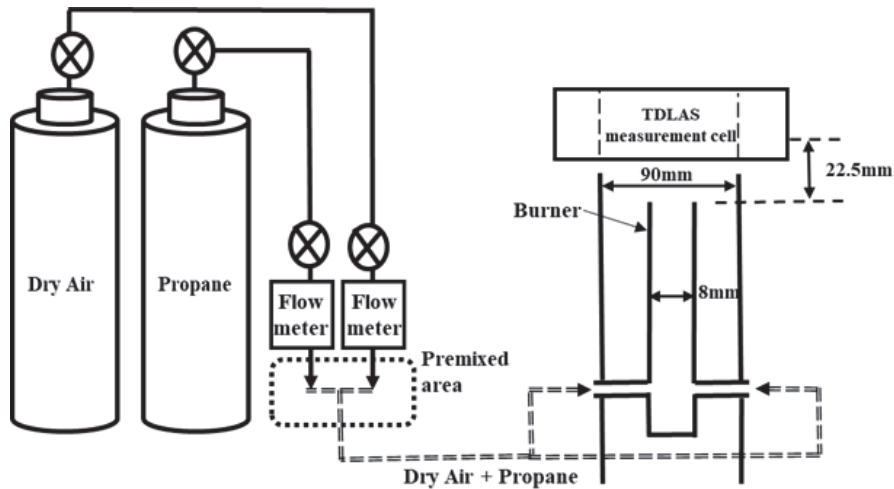 Dry Air
Propane
Flow
meter
Flow
meter
Premixed
area
Dry Air + Propane
TDLAS
measurement cell
90mm
22.5mm
Burner
8mm